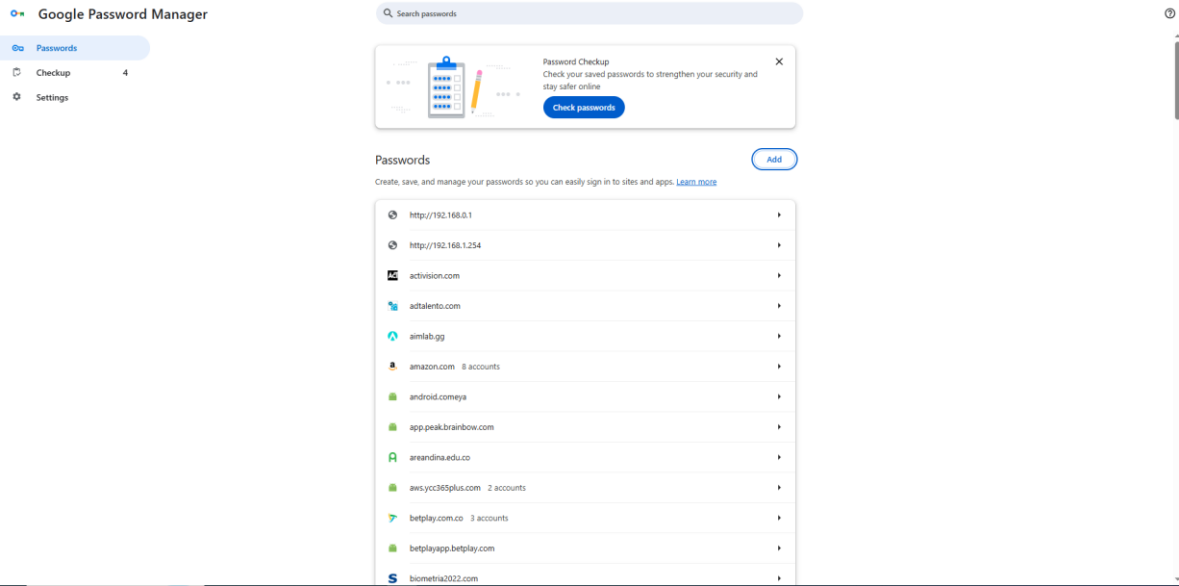 Google Password Manager
Search passwords
Passwords
Checkup 4
Settings
Password Checkup
Check your saved passwords to strengthen your security and
stay safer online
Check passwords
Passwords
Add
Create, save, and manage your passwords so you can easily sign in to sites and apps. Learn more
http://192.168.0.1
http://192.168.1.254
activision.com
adtalento.com
aimlab.gg
amazon.com 8 accounts
android.comeya
app.peak.brainbow.com
areandina.edu.co
aws.ycc365plus.com 2 accounts
betplay.com.co 3 accounts
betplayapp.betplay.com
biometria2022.com